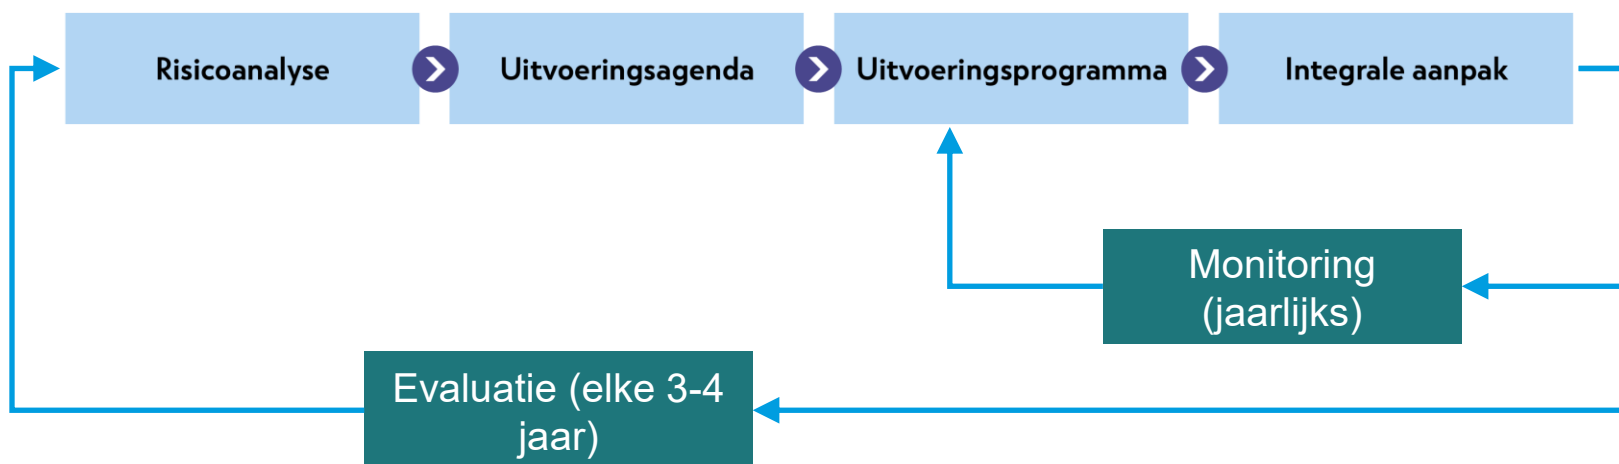 Risicoanalyse
Uitvoeringsagenda
Uitvoeringsprogramma
Integrale aanpak
Monitoring
(jaarlijks)
Evaluatie (elke 3-4
jaar)